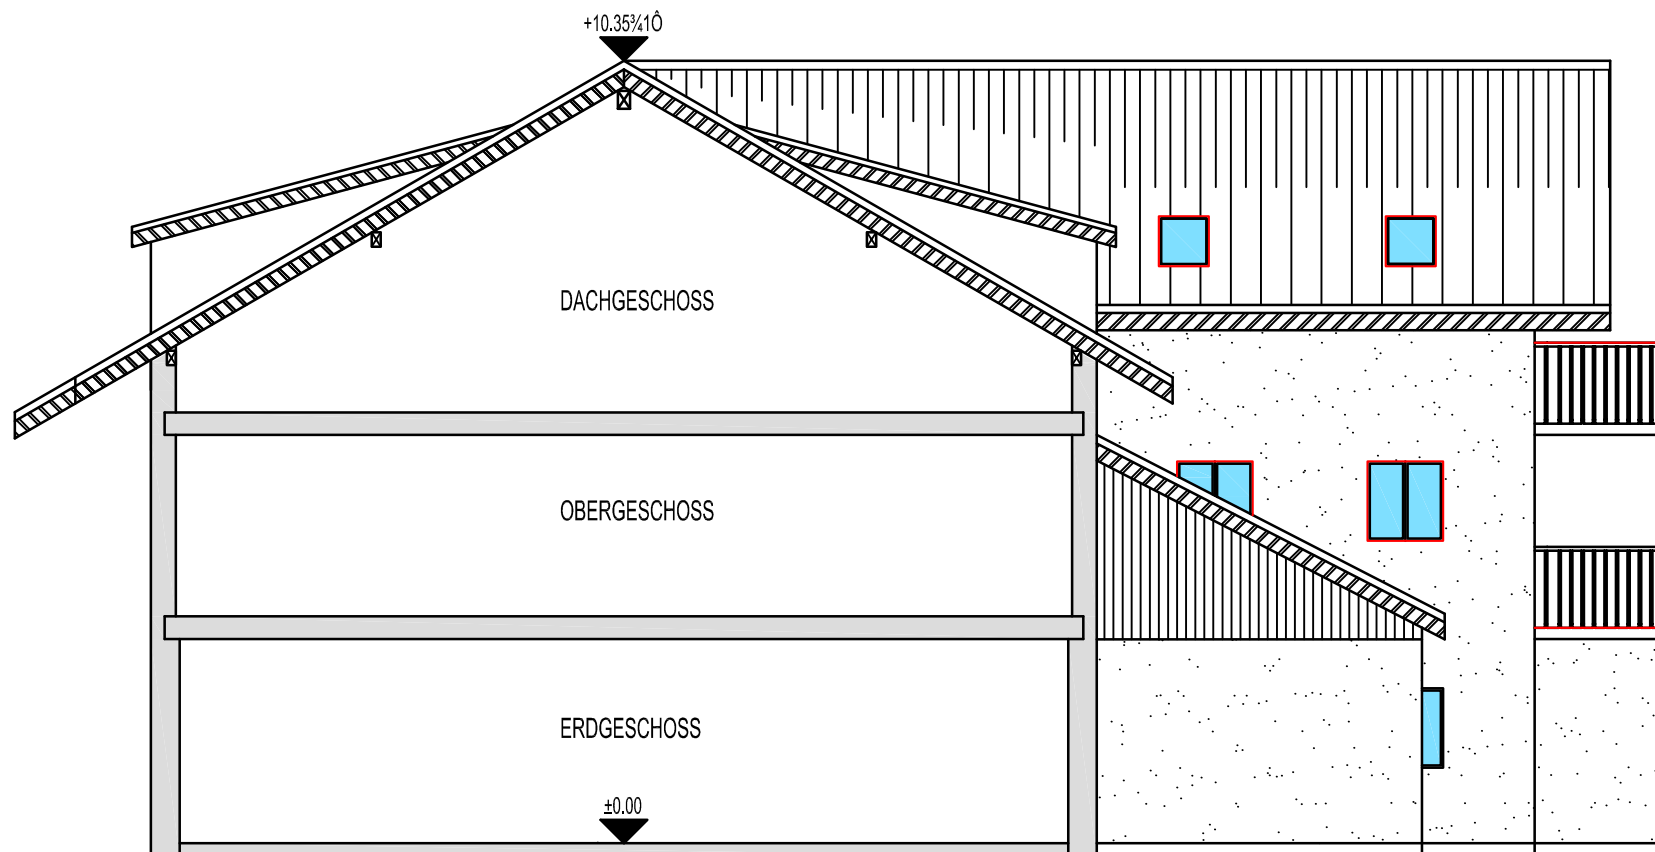 +10.35¾1Ô
DACHGESCHOSS
OBERGESCHOSS
ERDGESCHOSS
±0.00